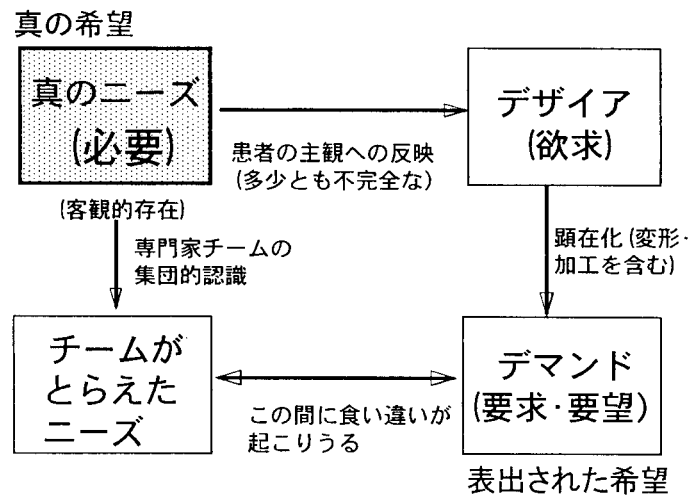 真の希望
真のニーズ
(必要)
(客観的存在)
患者の主観への反映
(多少とも不完全な)
デザイア
(欲求)
専門家チームの
集団的認識
顕在化(変形・
加工を含む)
チームが
とらえた
ニーズ
この間に食い違いが
起こりうる
デマンド
(要求・要望)
表出された希望